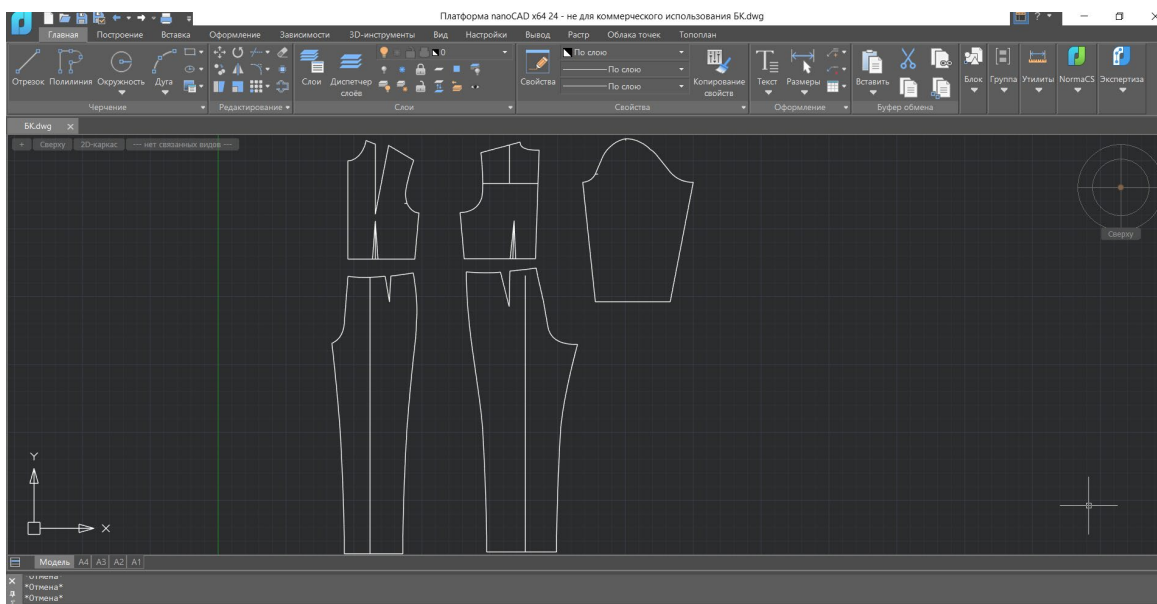 Платформа nanoCAD x64 24 - не для коммерческого использования БК.dwg
?
Главная Построение Вставка Оформление Зависимости 3D-инструменты Вид Настройки Вывод Растр Облака точек Топоплан
Отрезок Полилиния Окружность Дуга
Черчение
Редактирование
Слои Диспетчер слоёв
0
Слои
Свойства
По слою
По слою
По слою
Копирование свойств
Свойства
Текст Размеры
Оформление
Вставить
Буфер обмена
Блок Группа Утилиты NormaCS Экспертиза
БК.dwg
+ Сверху 2D-каркас — нет связанных видов —
Сверху
Y
X
Модель A4 A3 A2 A1
*Отмена*
*Отмена*